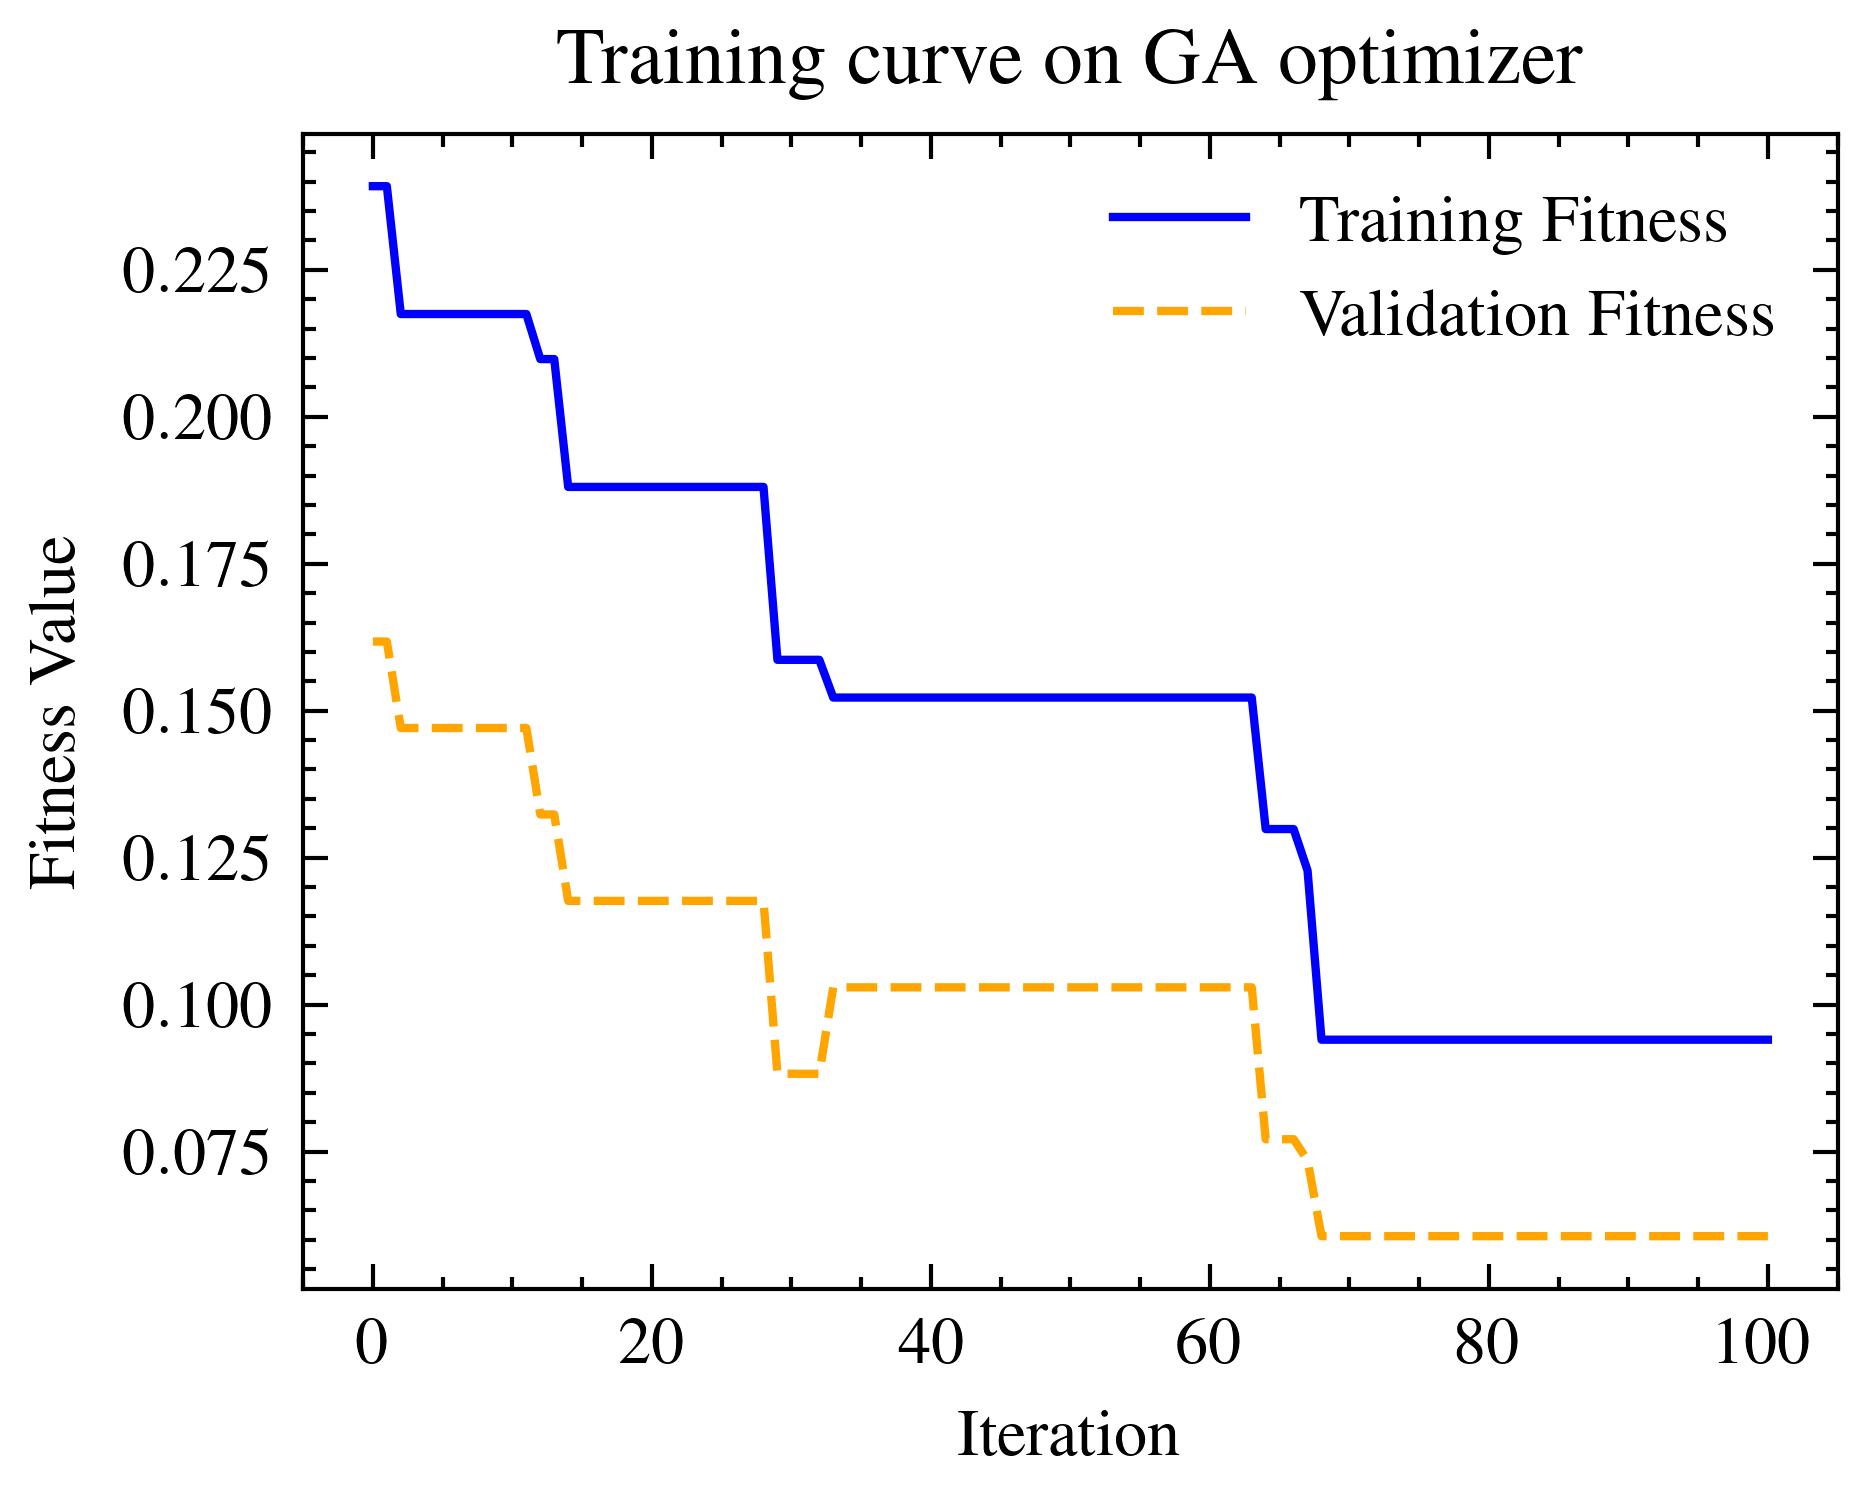 Training curve on GA optimizer
Training Fitness
Validation Fitness
Fitness Value
0.225
0.200
0.175
0.150
0.125
0.100
0.075
0 20 40 60 80 100
Iteration